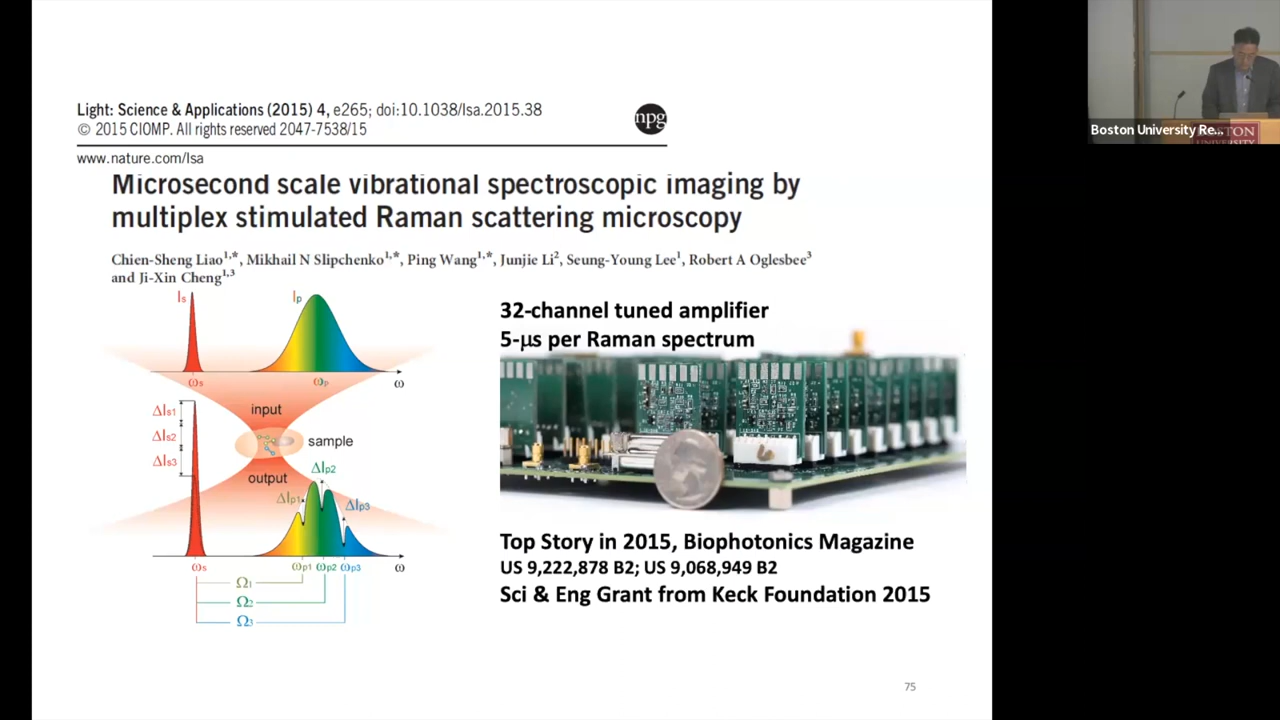 Light: Science & Applications (2015) 4, e265; doi:10.1038/lsa.2015.38
© 2015 CIOMP. All rights reserved 2047-7538/15
npg
www.nature.com/lsa
Microsecond scale vibrational spectroscopic imaging by
multiplex stimulated Raman scattering microscopy
Chien-Sheng Liao1,*, Mikhail N Slipchenko1,*, Ping Wang1,*, Junjie Li2, Seung-Young Lee1, Robert A Oglesbee3
and Ji-Xin Cheng1,3
Is
Ip
ωs
ωp
ω
ΔIs1
ΔIs2
ΔIs3
input
sample
output
ΔIp1
ΔIp2
ΔIp3
ωs
ωp1
ωp2
ωp3
ω
Ω1
Ω2
Ω3
32-channel tuned amplifier
5-μs per Raman spectrum
Top Story in 2015, Biophotonics Magazine
US 9,222,878 B2; US 9,068,949 B2
Sci & Eng Grant from Keck Foundation 2015
75
Boston University Re...